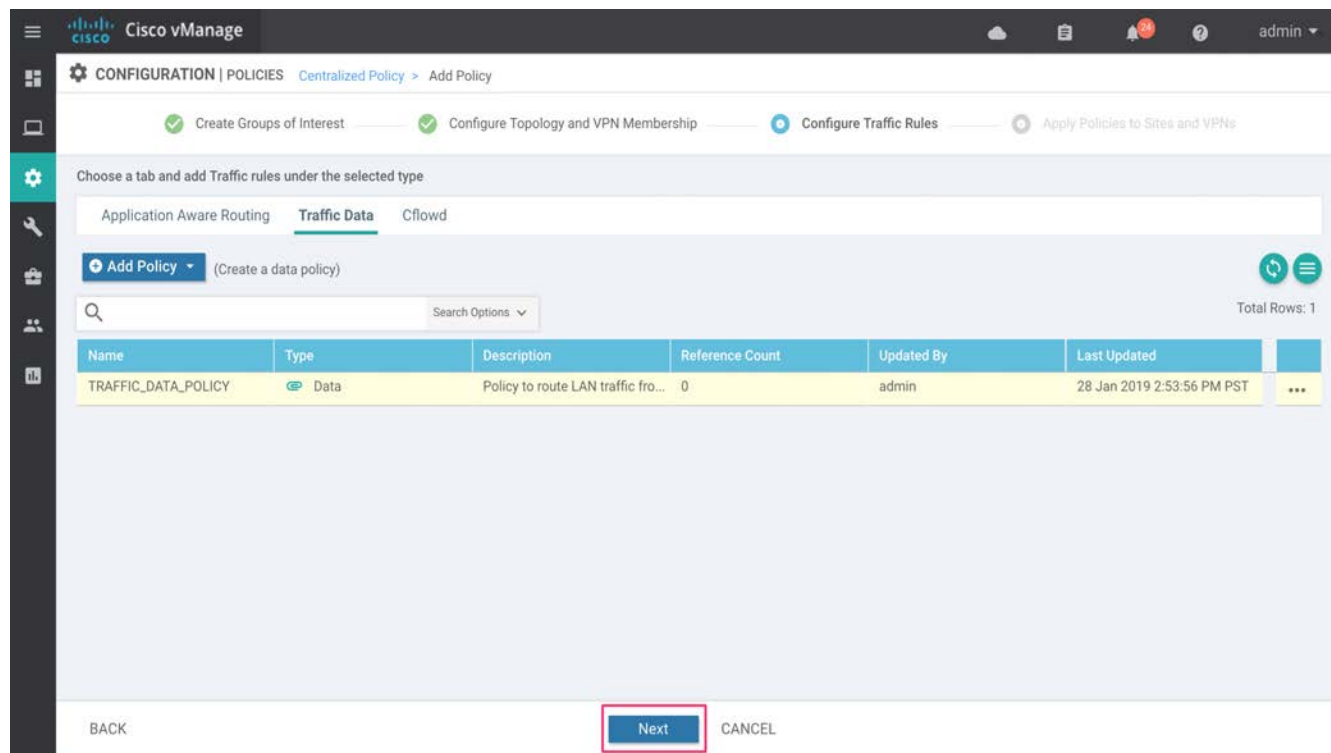 CISCO Cisco vManage 24 admin
CONFIGURATION | POLICIES Centralized Policy > Add Policy
Create Groups of Interest Configure Topology and VPN Membership Configure Traffic Rules Apply Policies to Sites and VPNs
Choose a tab and add Traffic rules under the selected type
Application Aware Routing Traffic Data Cflowd
Add Policy (Create a data policy)
Search Options Total Rows: 1
Name Type Description Reference Count Updated By Last Updated
TRAFFIC_DATA_POLICY Data Policy to route LAN traffic fro... 0 admin 28 Jan 2019 2:53:56 PM PST
BACK Next CANCEL